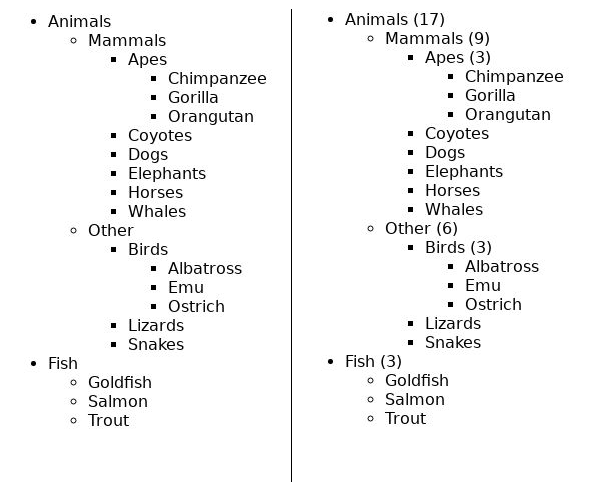 Animals
Mammals
Apes
Chimpanzee
Gorilla
Orangutan
Coyotes
Dogs
Elephants
Horses
Whales
Other
Birds
Albatross
Emu
Ostrich
Lizards
Snakes
Fish
Goldfish
Salmon
Trout
Animals (17)
Mammals (9)
Apes (3)
Chimpanzee
Gorilla
Orangutan
Coyotes
Dogs
Elephants
Horses
Whales
Other (6)
Birds (3)
Albatross
Emu
Ostrich
Lizards
Snakes
Fish (3)
Goldfish
Salmon
Trout